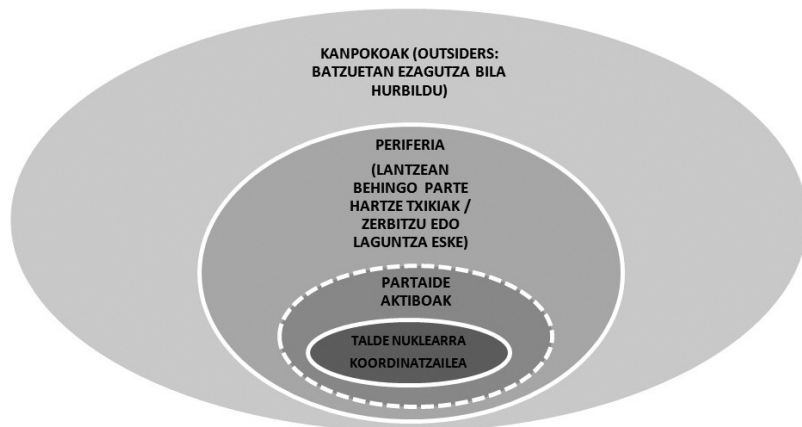 KANPOKOAK (OUTSIDERS:
BATZUETAN EZAGUTZA BILA
HURBILDU)
PERIFERIA
(LANTZEAN
BEHINGO PARTE
HARTZE TXIKIAK /
ZERBITZU EDO
LAGUNTZA ESKE)
PARTAIDE
AKTIBOAK
TALDE NUKLEARRA
KOORDINATZAILEA